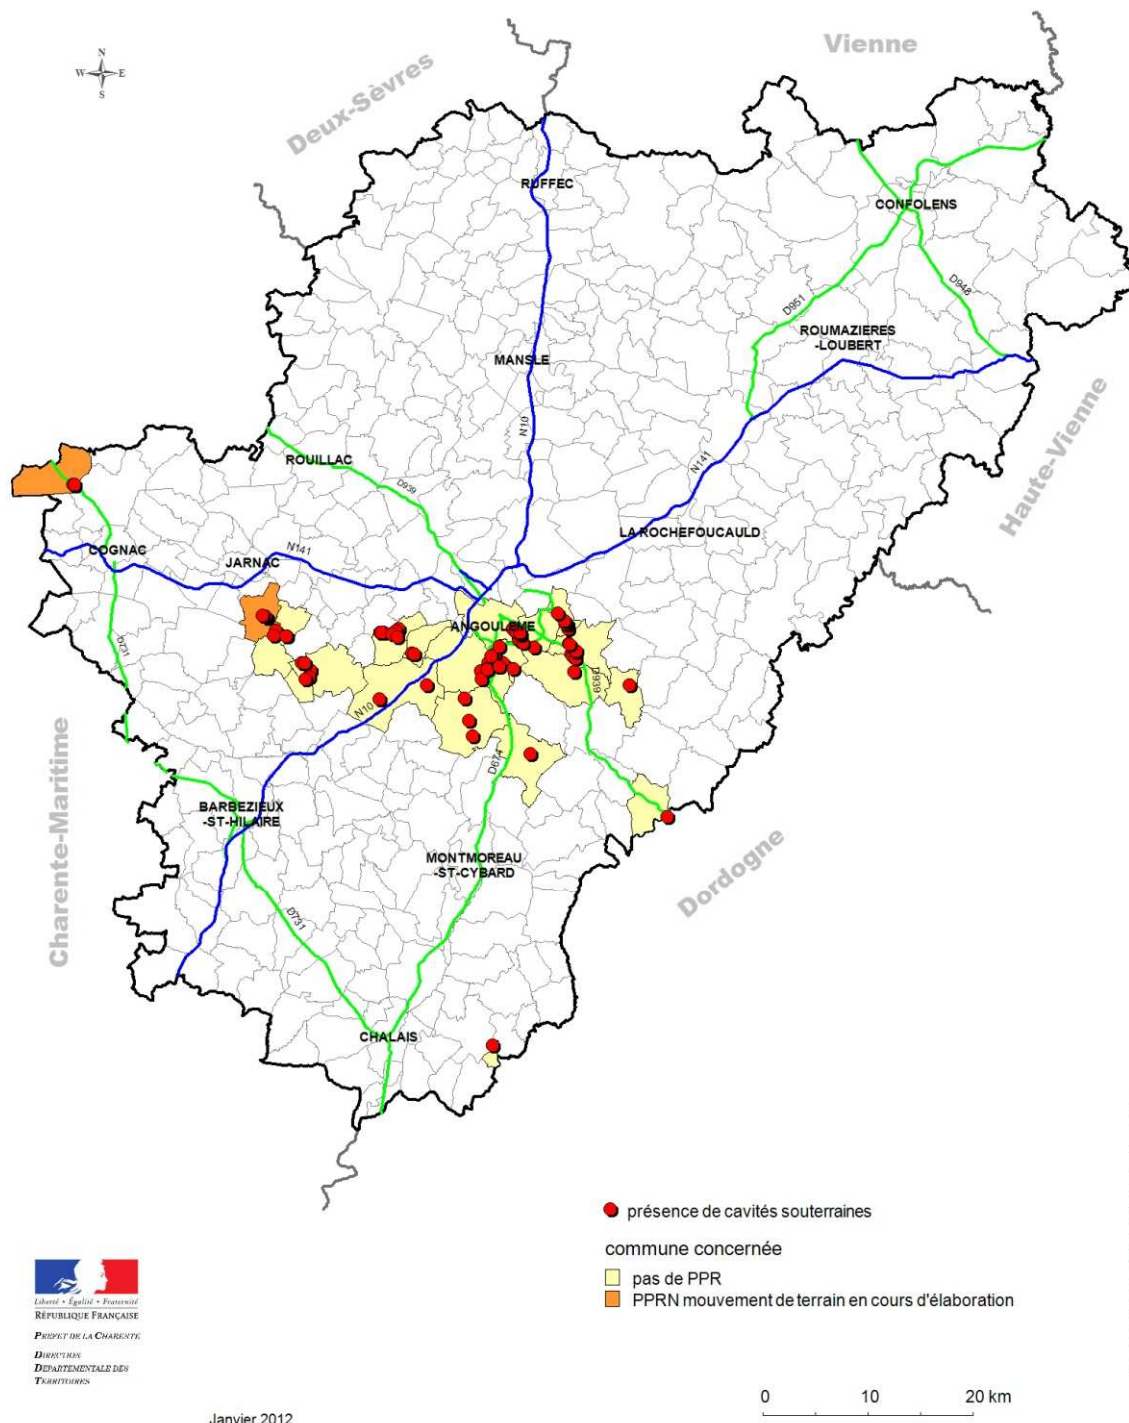 Vienne
N
W E
S
Deux-Sèvres
RUFFEC
CONFOLENS
D948
D951
ROUMAZIERES
-LOUBERT
MANSLE
N10
Haute-Vienne
ROUILLAC
D939
N141
LA ROCHEFOUCAULD
COGNAC
N141
JARNAC
ANGOULEME
D731
D939
N10
Charente-Maritime
D674
BARBEZIEUX
-ST-HILAIRE
MONTMOREAU
-ST-CYBARD
Dordogne
D731
CHALAIS
présence de cavités souterraines
commune concernée
pas de PPR
PPRN mouvement de terrain en cours d'élaboration
Liberté • Égalité • Fraternité
RÉPUBLIQUE FRANÇAISE
PREFET DE LA CHARENTE
DIRECTION
DEPARTEMENTALE DES
TERRITOIRES
0 10 20 km
Janvier 2012